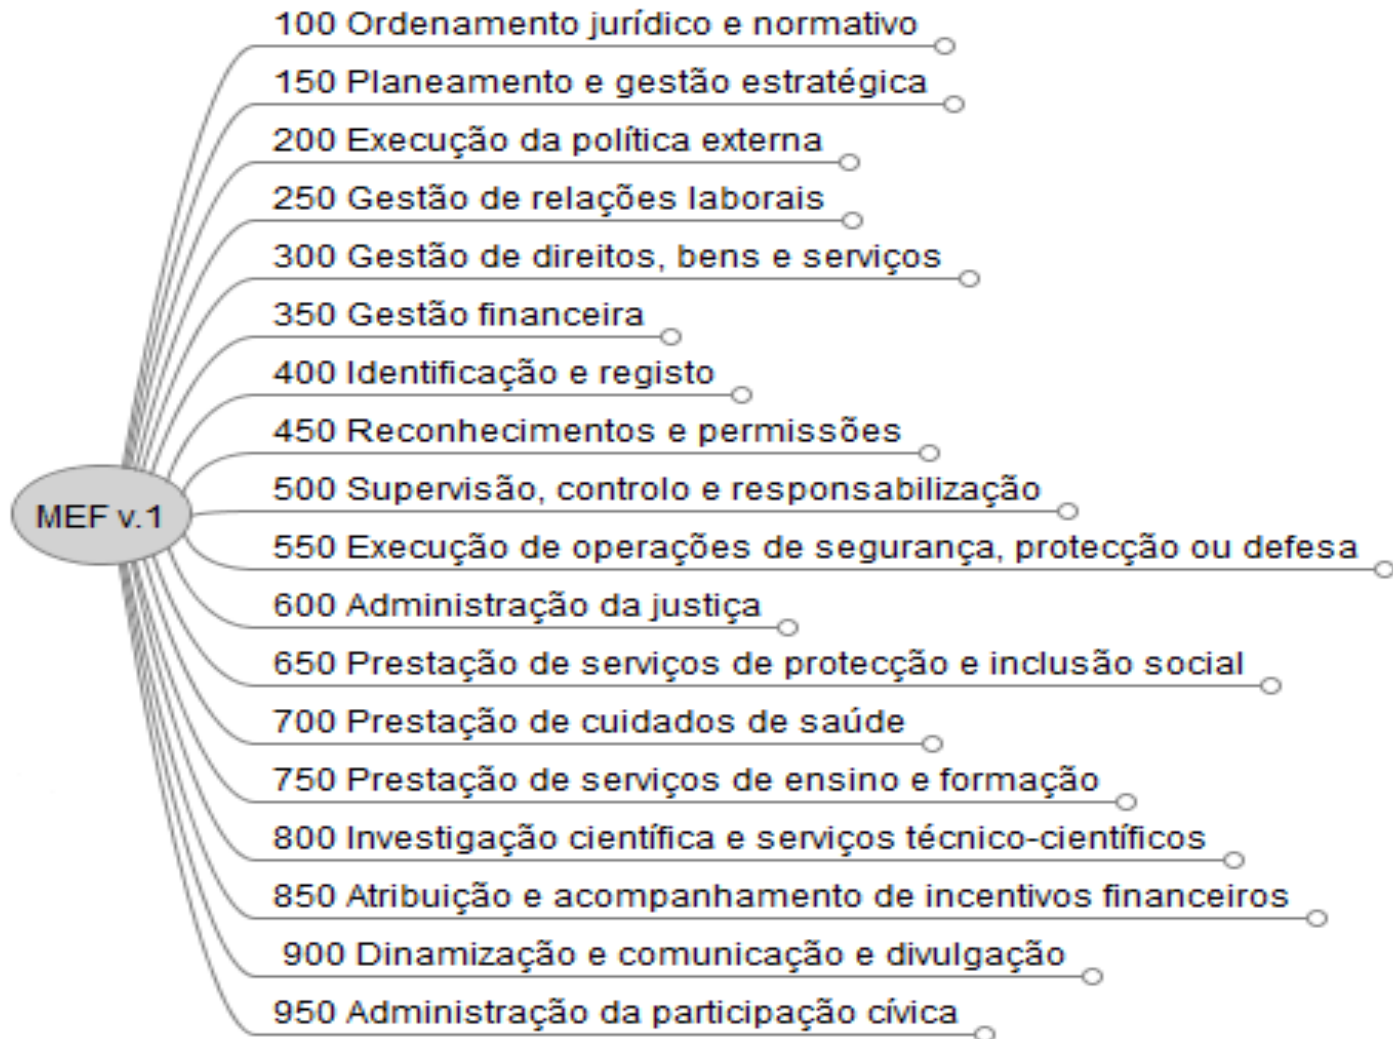 100 Ordenamento jurídico e normativo
150 Planeamento e gestão estratégica
200 Execução da política externa
250 Gestão de relações laborais
300 Gestão de direitos, bens e serviços
350 Gestão financeira
400 Identificação e registo
450 Reconhecimentos e permissões
500 Supervisão, controlo e responsabilização
MEF v.1
550 Execução de operações de segurança, protecção ou defesa
600 Administração da justiça
650 Prestação de serviços de protecção e inclusão social
700 Prestação de cuidados de saúde
750 Prestação de serviços de ensino e formação
800 Investigação científica e serviços técnico-científicos
850 Atribuição e acompanhamento de incentivos financeiros
900 Dinamização e comunicação e divulgação
950 Administração da participação cívica